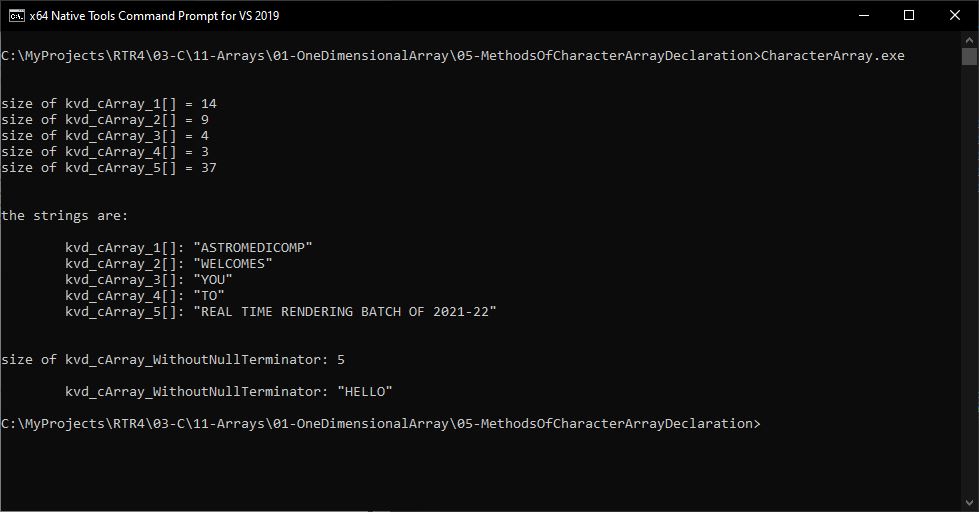 x64 Native Tools Command Prompt for VS 2019
C:\MyProjects\RTR4\03-C\11-Arrays\01-OneDimensionalArray\05-MethodsOfCharacterArrayDeclaration>CharacterArray.exe
size of kvd_cArray_1[] = 14
size of kvd_cArray_2[] = 9
size of kvd_cArray_3[] = 4
size of kvd_cArray_4[] = 3
size of kvd_cArray_5[] = 37
the strings are:
kvd_cArray_1[]: "ASTROMEDICOMP"
kvd_cArray_2[]: "WELCOMES"
kvd_cArray_3[]: "YOU"
kvd_cArray_4[]: "TO"
kvd_cArray_5[]: "REAL TIME RENDERING BATCH OF 2021-22"
size of kvd_cArray_WithoutNullTerminator: 5
kvd_cArray_WithoutNullTerminator: "HELLO"
C:\MyProjects\RTR4\03-C\11-Arrays\01-OneDimensionalArray\05-MethodsOfCharacterArrayDeclaration>